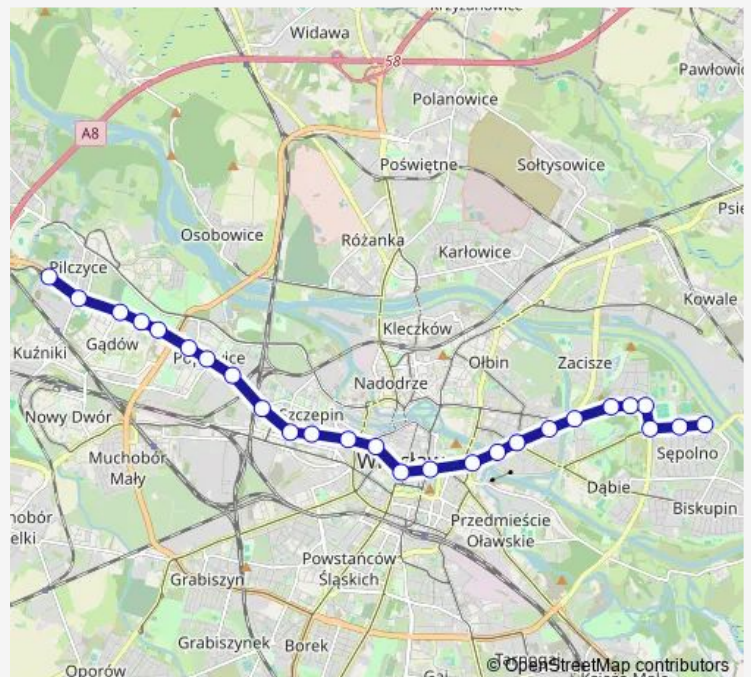 Widawa
58
Pawłowic
A8
Polanowice
Poświętne
Sołtysowice
Psie
Osobowice
Różanka
Karłowice
Pilczyce
Kowale
Kuźniki
Gądów
Kleczków
Ołbin
Zacisze
Nadodrze
Nowy Dwór
Szczepin
Muchobór
Mały
Sępolno
Dąbie
Biskupin
Przedmieście
Oławskie
Powstańców
Śląskich
Grabiszyn
Grabiszynek
Borek
Oporów
© OpenStreetMap contributors